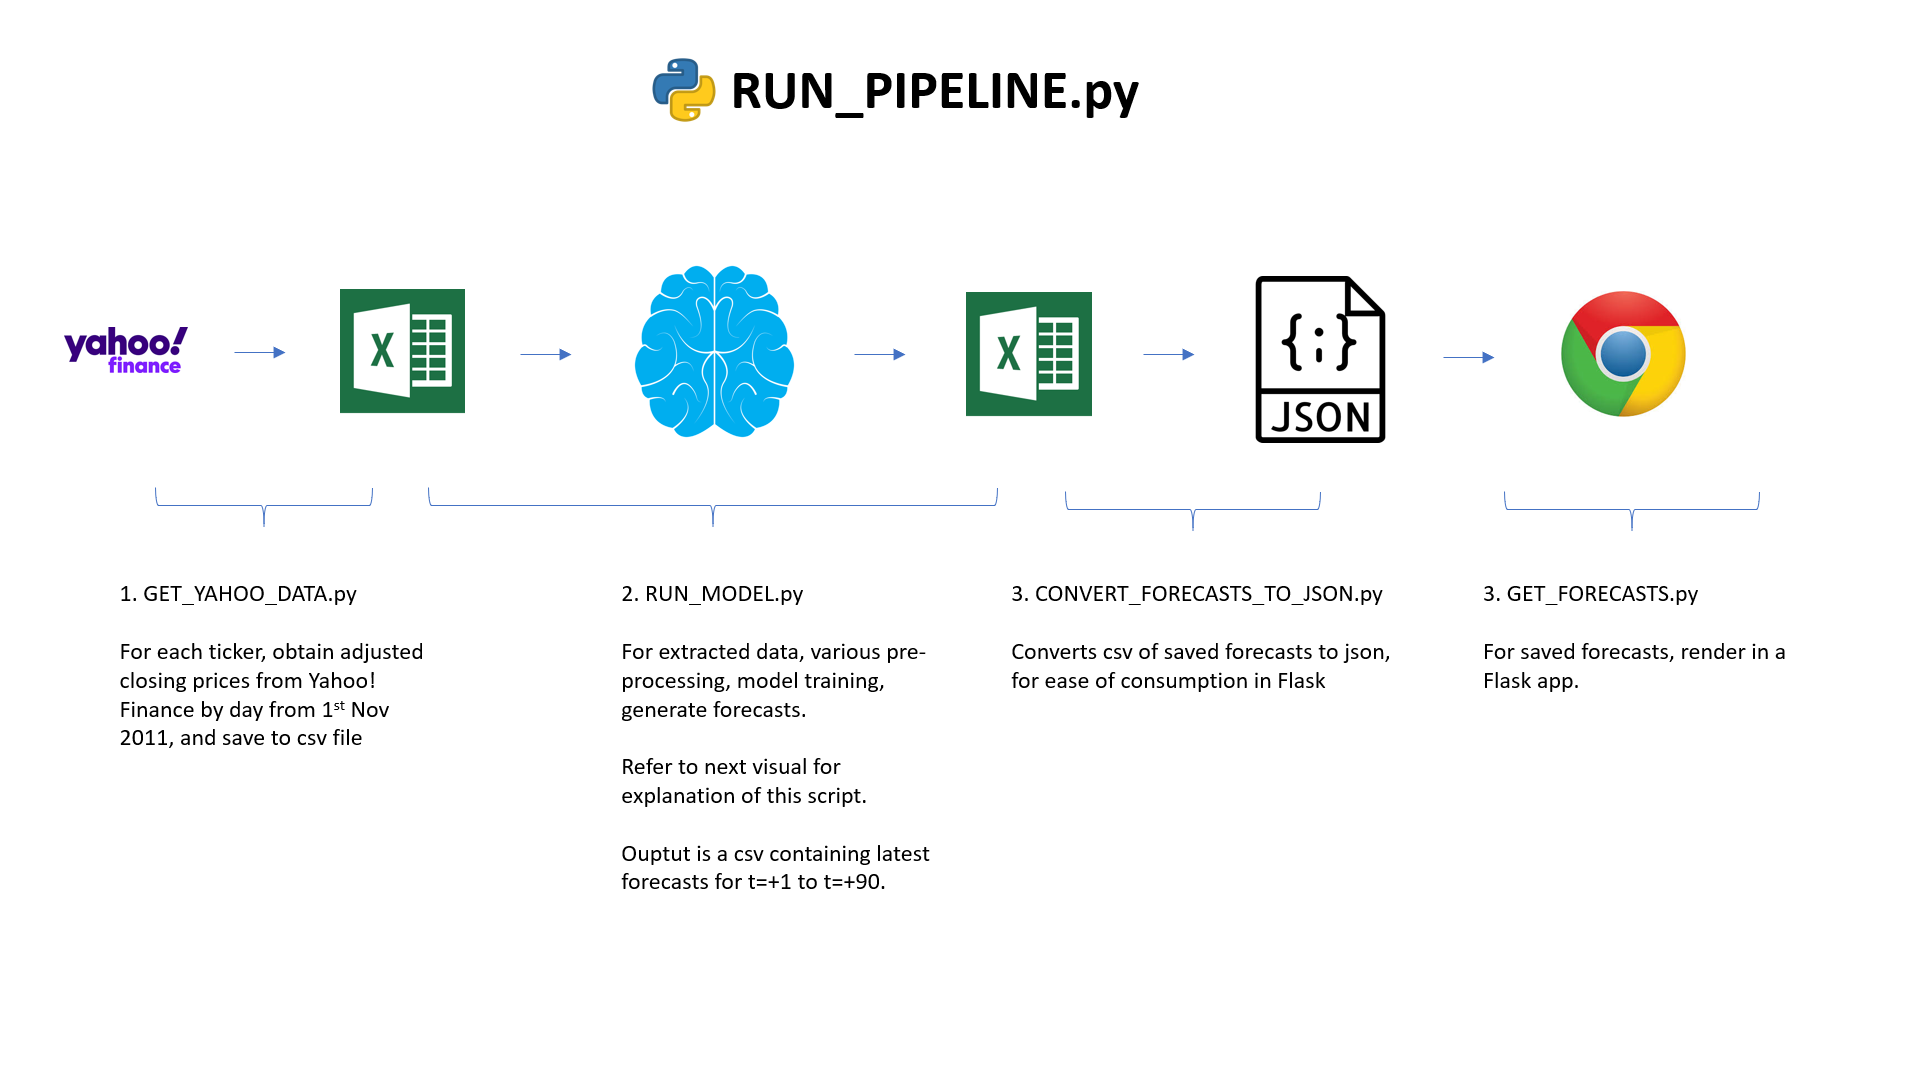 RUN_PIPELINE.py
yahoo!
finance
X
X
{;}
JSON
1. GET_YAHOO_DATA.py
For each ticker, obtain adjusted
closing prices from Yahoo!
Finance by day from 1st Nov
2011, and save to csv file
2. RUN_MODEL.py
For extracted data, various pre-
processing, model training,
generate forecasts.
Refer to next visual for
explanation of this script.
Ouptut is a csv containing latest
forecasts for t=+1 to t=+90.
3. CONVERT_FORECASTS_TO_JSON.py
Converts csv of saved forecasts to json,
for ease of consumption in Flask
3. GET_FORECASTS.py
For saved forecasts, render in a
Flask app.